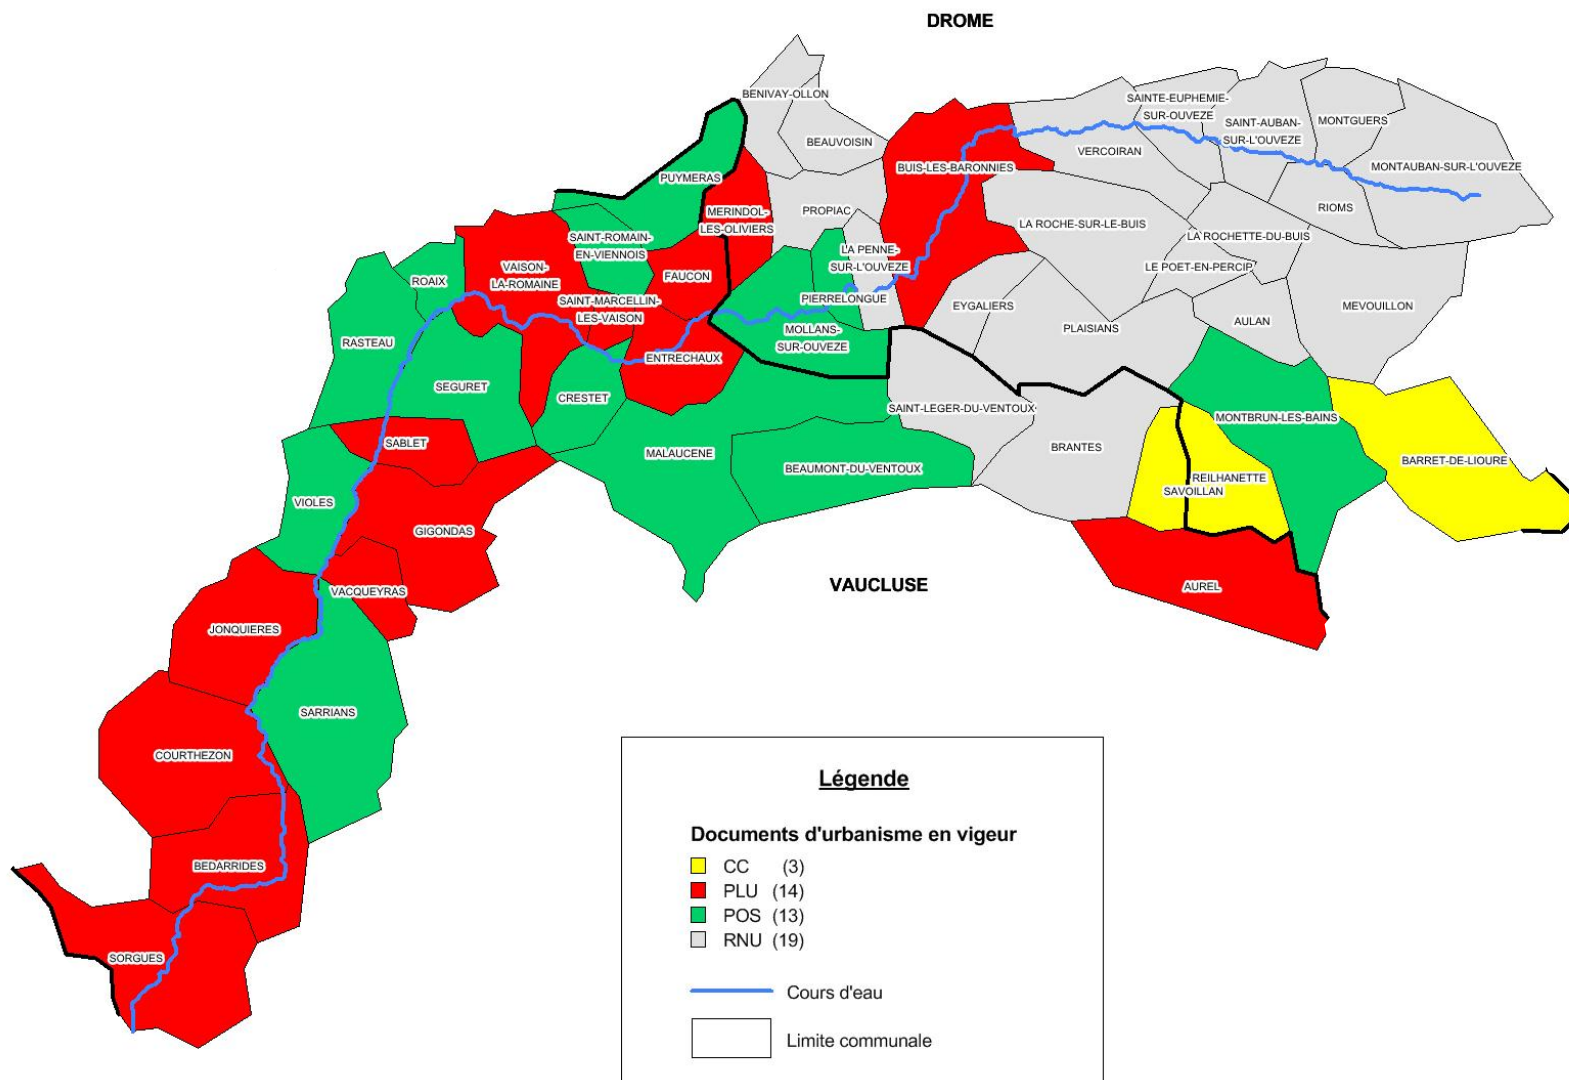 DROME
BENIVAY-OLLON
BEAUVOISIN
PUYMERAS
MERINDOL-
LES-OLIVIERS
PROPIAC
BUIS-LES-BARONNIES
VERCOIRAN
SAINTE-EUPHEMIE-
SUR-OUVEZE
SAINT-AUBAN-
SUR-L'OUVEZE
MONTGUERS
MONTAUBAN-SUR-L'OUVEZE
RIOMS
LA ROCHE-SUR-LE-BUIS
LA ROCHETTE-DU-BUIS
LE POET-EN-PERCIP
SAINT-ROMAIN-
EN-VIENNOIS
FAUCON
LA PENNE-
SUR-L'OUVEZE
PIERRELONGUE
EYGALIERS
PLAISIANS
AULAN
MEVOUILLON
VAISON-
LA-ROMAINE
ROAIX
SAINT-MARCELLIN-
LES-VAISON
MOLLANS-
SUR-OUVEZE
RASTEAU
ENTRECHAUX
SEGURET
CRESTET
SAINT-LEGER-DU-VENTOUX
MONTBRUN-LES-BAINS
SABLET
MALAUCENE
BEAUMONT-DU-VENTOUX
BRANTES
BARRET-DE-LIOURE
REILHANETTE
SAVOILLAN
VIOLES
GIGONDAS
VAUCLUSE
AUREL
VACQUEYRAS
JONQUIERES
SARRIANS
COURTHEZON
BEDARRIDES
SORGUES
Légende
Documents d'urbanisme en vigeur
CC (3)
PLU (14)
POS (13)
RNU (19)
Cours d'eau
Limite communale